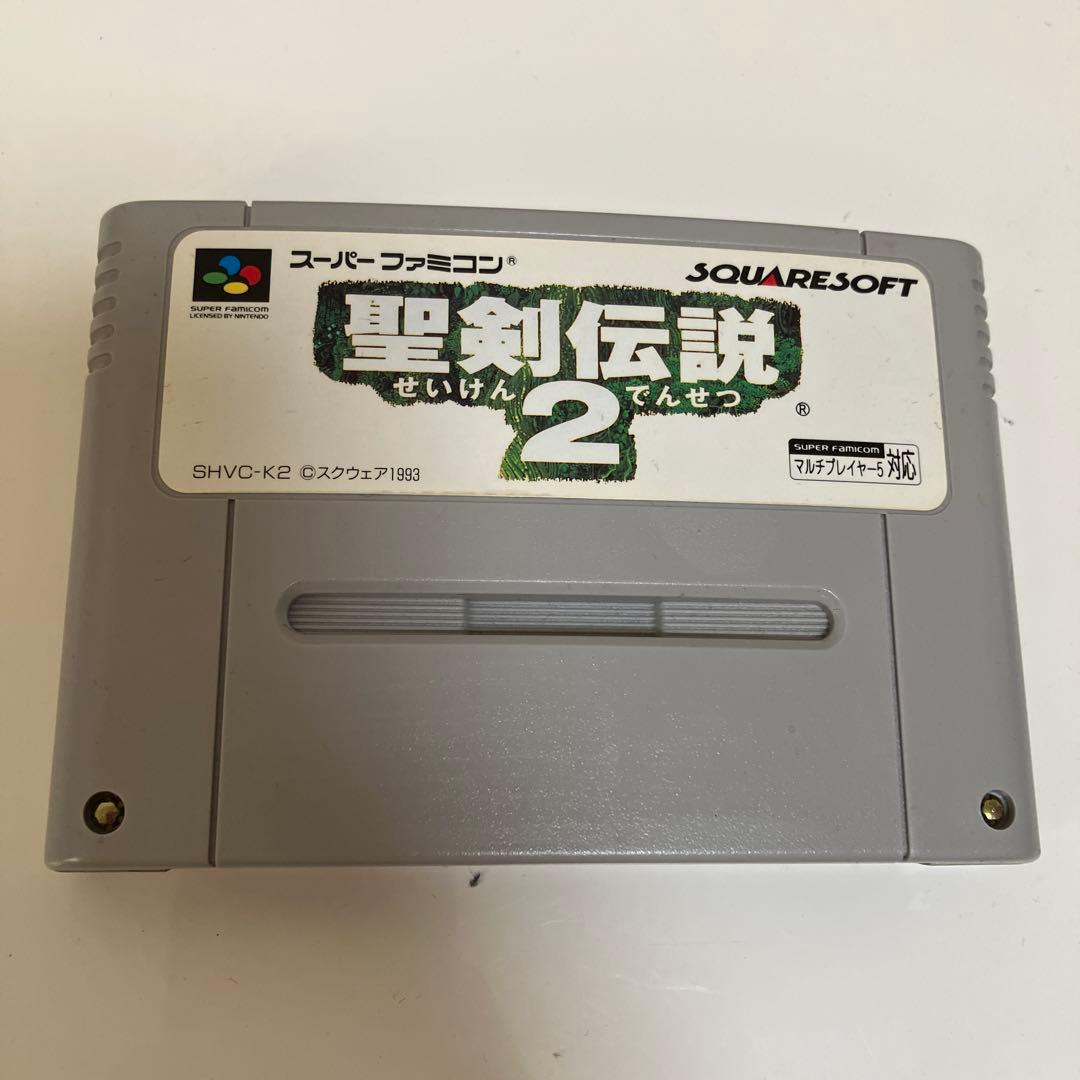 スーパーファミコン®
SUPER FAMICOM
LICENSED BY NINTENDO
SQUARESOFT
聖剣伝説
せいけんでんせつ
2
®
SHVC-K2 ©スクウェア1993
SUPER FAMICOM
マルチプレイヤー5 対応